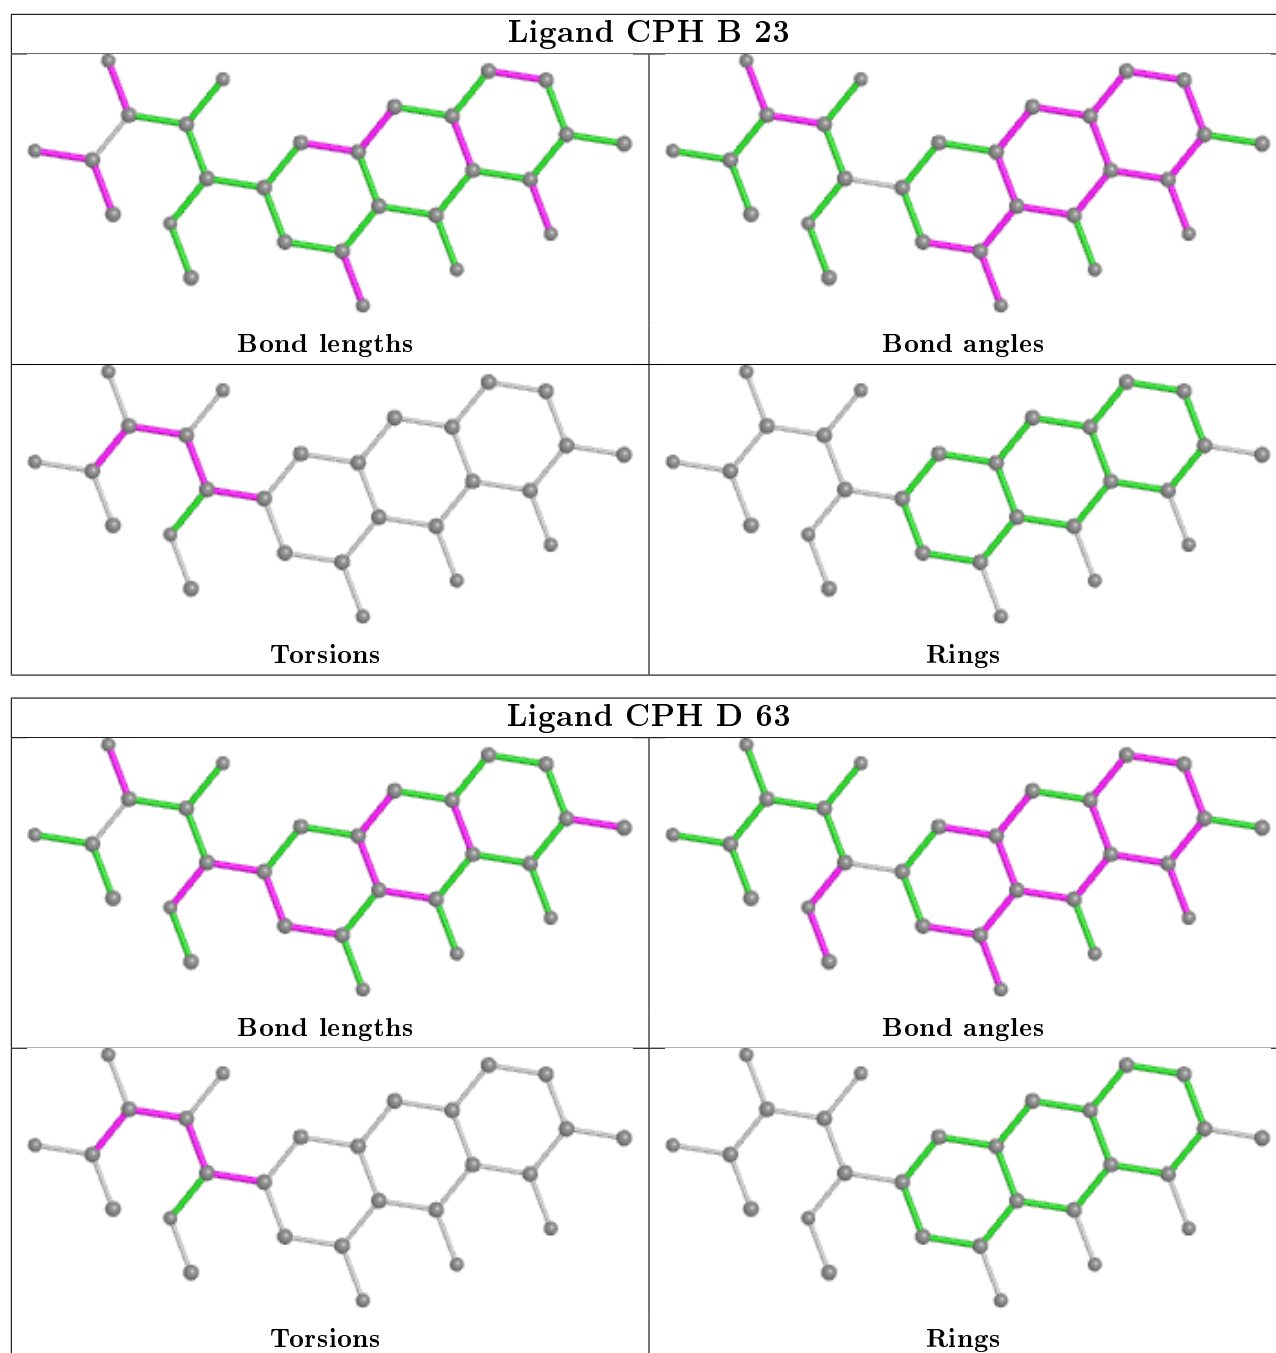 Ligand CPH B 23
Bond lengths
Bond angles
Torsions
Rings
Ligand CPH D 63
Bond lengths
Bond angles
Torsions
Rings